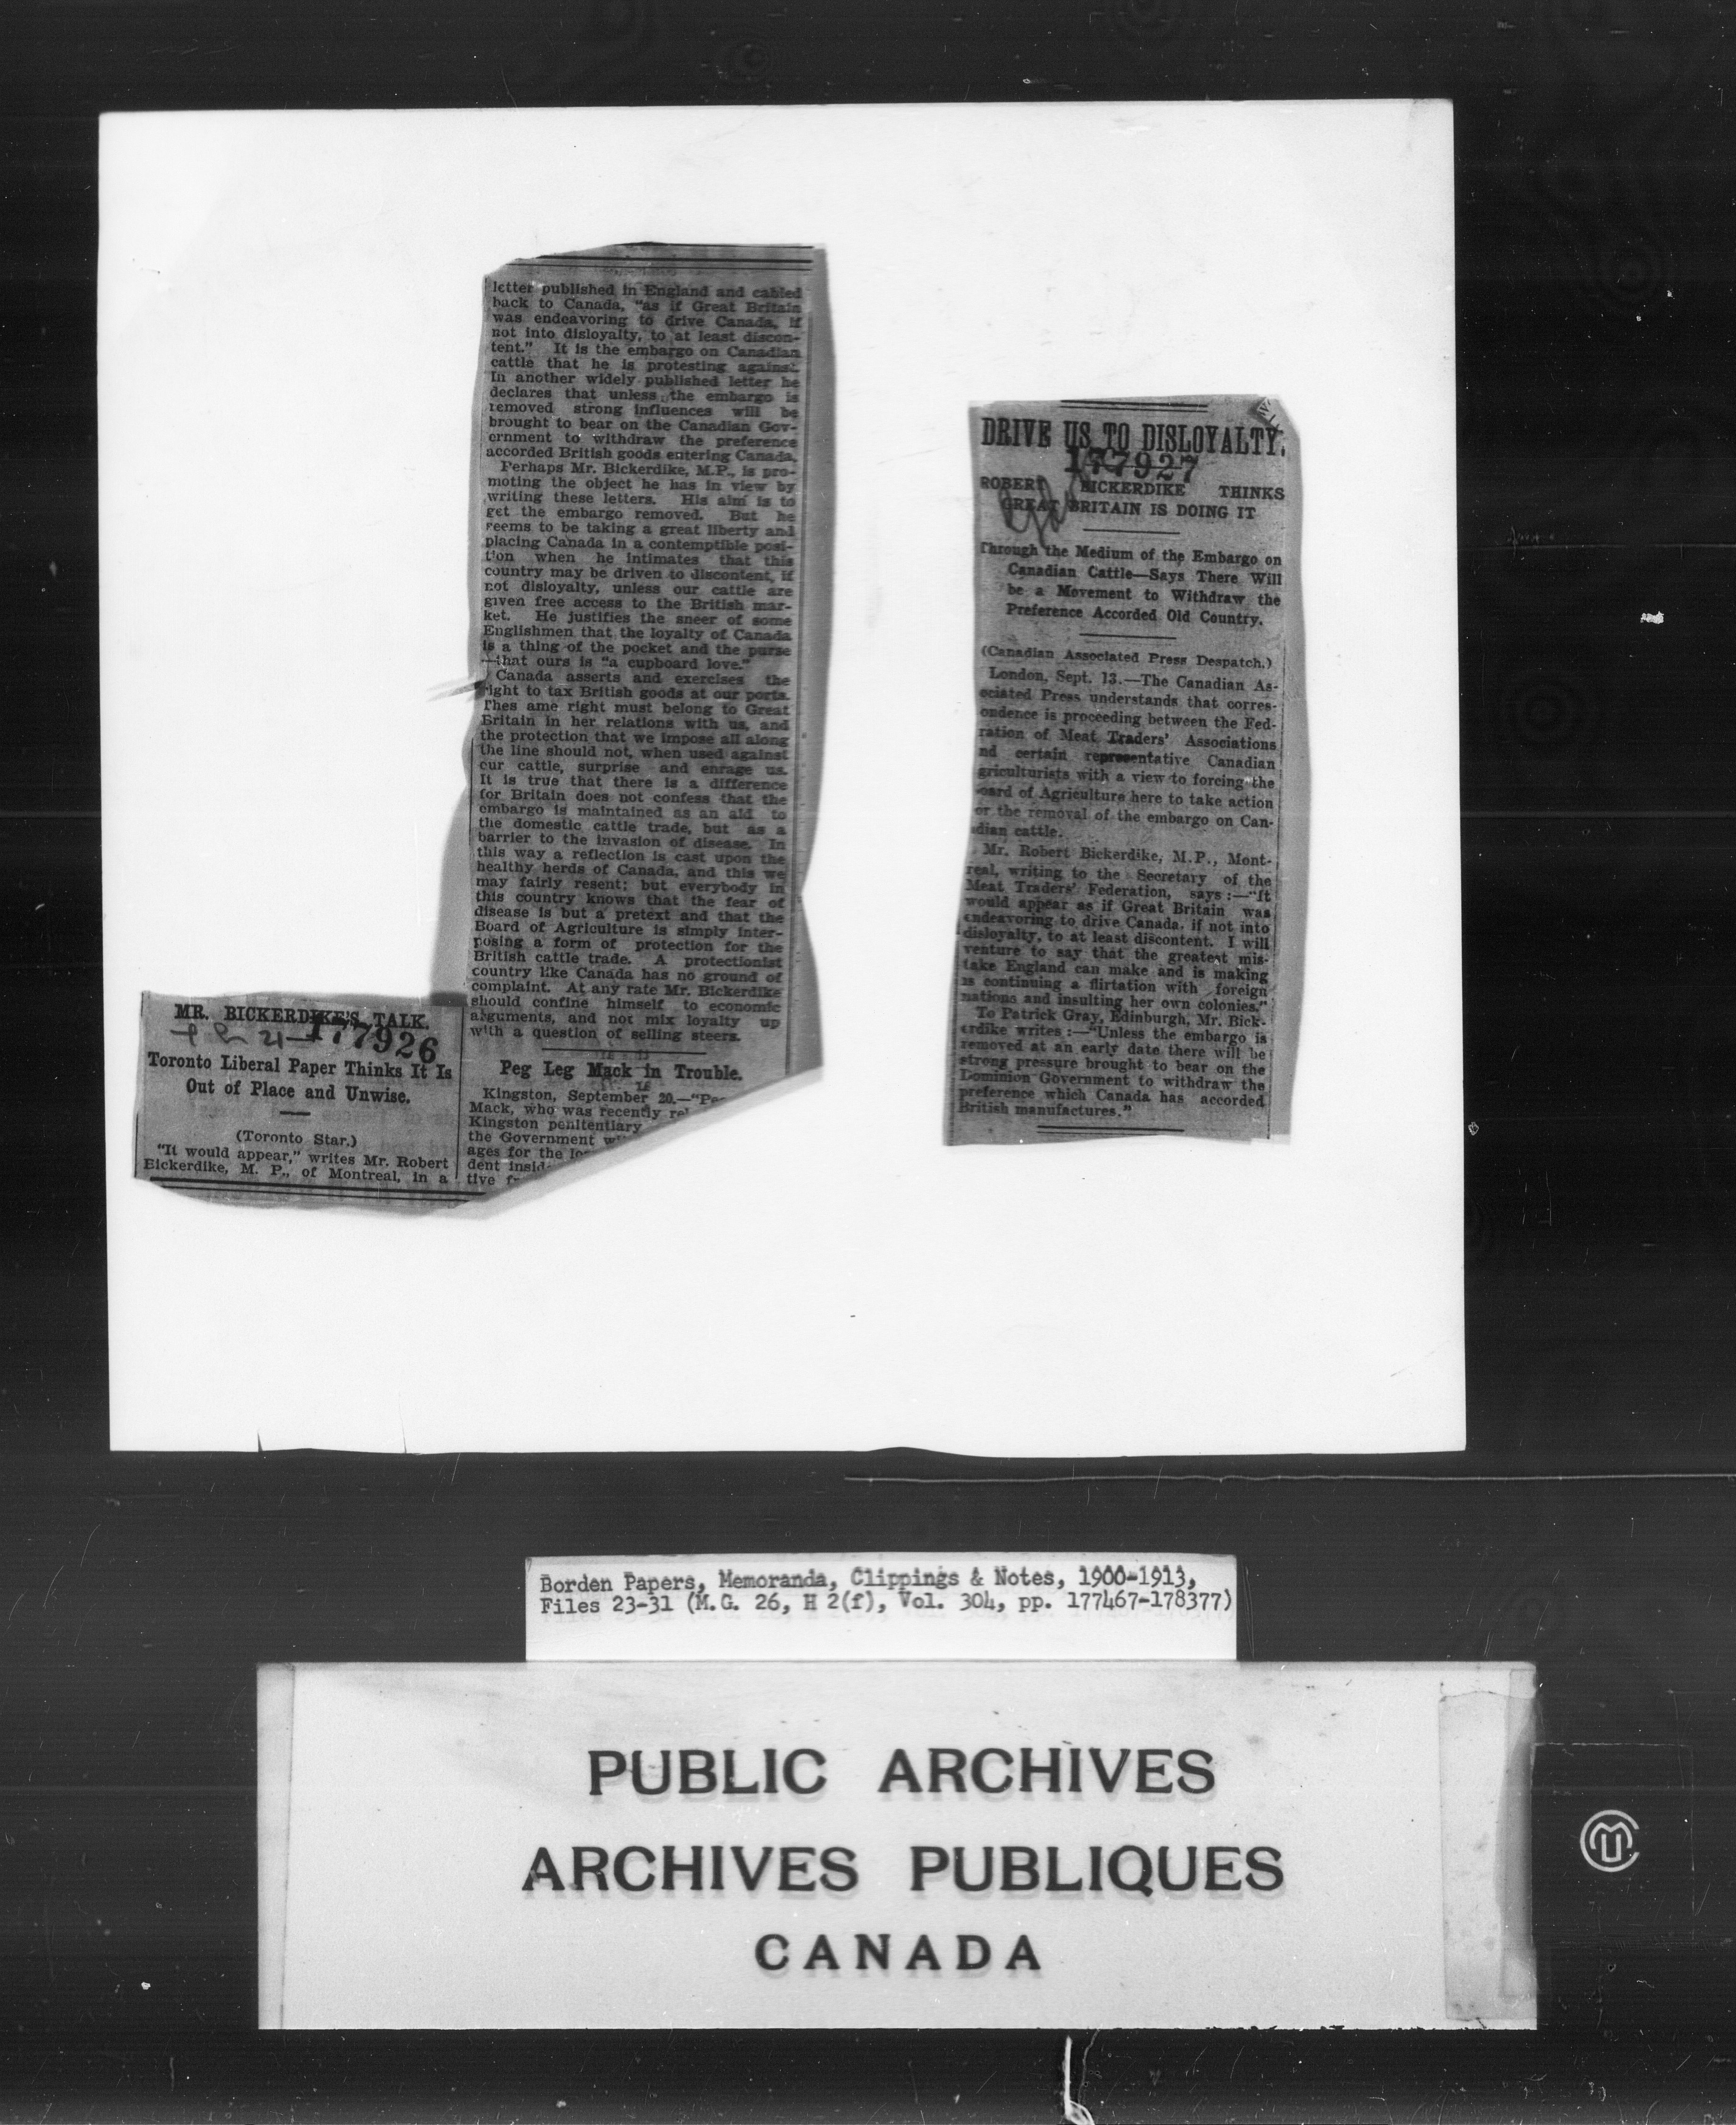 MR. BICKERDIKE'S TALK.
177926
Toronto Liberal Paper Thinks It Is
Out of Place and Unwise.
(Toronto Star.)
"It would appear," writes Mr. Robert
Bickerdike, M. P., of Montreal, in a
letter published in England and cabled
back to Canada, "as if Great Britain
was endeavoring to drive Canada, if
not into disloyalty, to at least discon-
tent." It is the embargo on Canadian
cattle that he is protesting against.
In another widely published letter he
declares that unless the embargo is
removed strong influences will be
brought to bear on the Canadian Gov-
ernment to withdraw the preference
accorded British goods entering Canada.
Perhaps Mr. Bickerdike, M.P., is pro-
moting the object he has in view by
writing these letters. His aim is to
get the embargo removed. But he
seems to be taking a great liberty and
placing Canada in a contemptible posi-
tion when he intimates that this
country may be driven to discontent, if
not disloyalty, unless our cattle are
given free access to the British mar-
ket. He justifies the sneer of some
Englishmen that the loyalty of Canada
is a thing of the pocket and the purse
—that ours is "a cupboard love."
Canada asserts and exercises the
right to tax British goods at our ports.
Thes ame right must belong to Great
Britain in her relations with us, and
the protection that we impose all along
the line should not, when used against
our cattle, surprise and enrage us.
It is true that there is a difference
for Britain does not confess that the
embargo is maintained as an aid to
the domestic cattle trade, but as a
barrier to the invasion of disease. In
this way a reflection is cast upon the
healthy herds of Canada, and this we
may fairly resent; but everybody in
this country knows that the fear of
disease is but a pretext and that the
Board of Agriculture is simply inter-
posing a form of protection for the
British cattle trade. A protectionist
country like Canada has no ground of
complaint. At any rate Mr. Bickerdike
should confine himself to economic
arguments, and not mix loyalty up
with a question of selling steers.
Peg Leg Mack in Trouble.
Kingston, September 20.—"Pe
Mack, who was recently rel
Kingston penitentiary
the Government w
ages for the lo
dent insid
tive f
DRIVE US TO DISLOYALTY.
177927
ROBERT BICKERDIKE THINKS
GREAT BRITAIN IS DOING IT
Through the Medium of the Embargo on
Canadian Cattle—Says There Will
be a Movement to Withdraw the
Preference Accorded Old Country.
(Canadian Associated Press Despatch.)
London, Sept. 13.—The Canadian As-
sociated Press understands that corres-
ondence is proceeding between the Fed-
ration of Meat Traders' Associations
nd certain representative Canadian
griculturists with a view to forcing the
oard of Agriculture here to take action
or the removal of the embargo on Can-
dian cattle.
Mr. Robert Bickerdike, M.P., Mont-
real, writing to the Secretary of the
Meat Traders' Federation, says:—"It
would appear as if Great Britain was
endeavoring to drive Canada, if not into
disloyalty, to at least discontent. I will
venture to say that the greatest mis-
take England can make and is making
is continuing a flirtation with foreign
nations and insulting her own colonies."
To Patrick Gray, Edinburgh, Mr. Bick-
erdike writes:—"Unless the embargo is
removed at an early date there will be
strong pressure brought to bear on the
Dominion Government to withdraw the
preference which Canada has accorded
British manufactures."
Borden Papers, Memoranda, Clippings & Notes, 1900-1913,
Files 23-31 (M.G. 26, H 2(f), Vol. 304, pp. 177467-178377)
PUBLIC ARCHIVES
ARCHIVES PUBLIQUES
CANADA